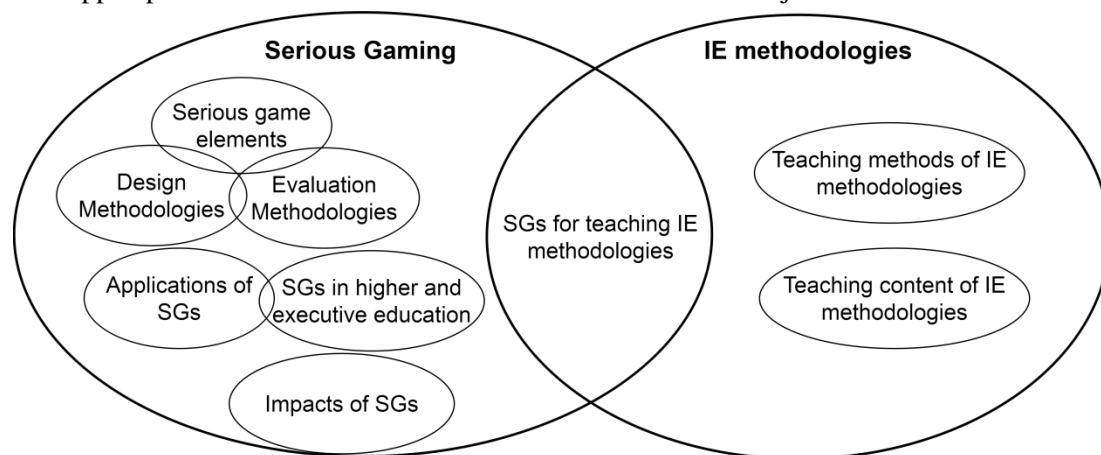 Serious Gaming
IE methodologies
Serious game
elements
Design
Methodologies
Evaluation
Methodologies
Applications of
SGs
SGs in higher and
executive education
Impacts of SGs
SGs for teaching IE
methodologies
Teaching methods of IE
methodologies
Teaching content of IE
methodologies